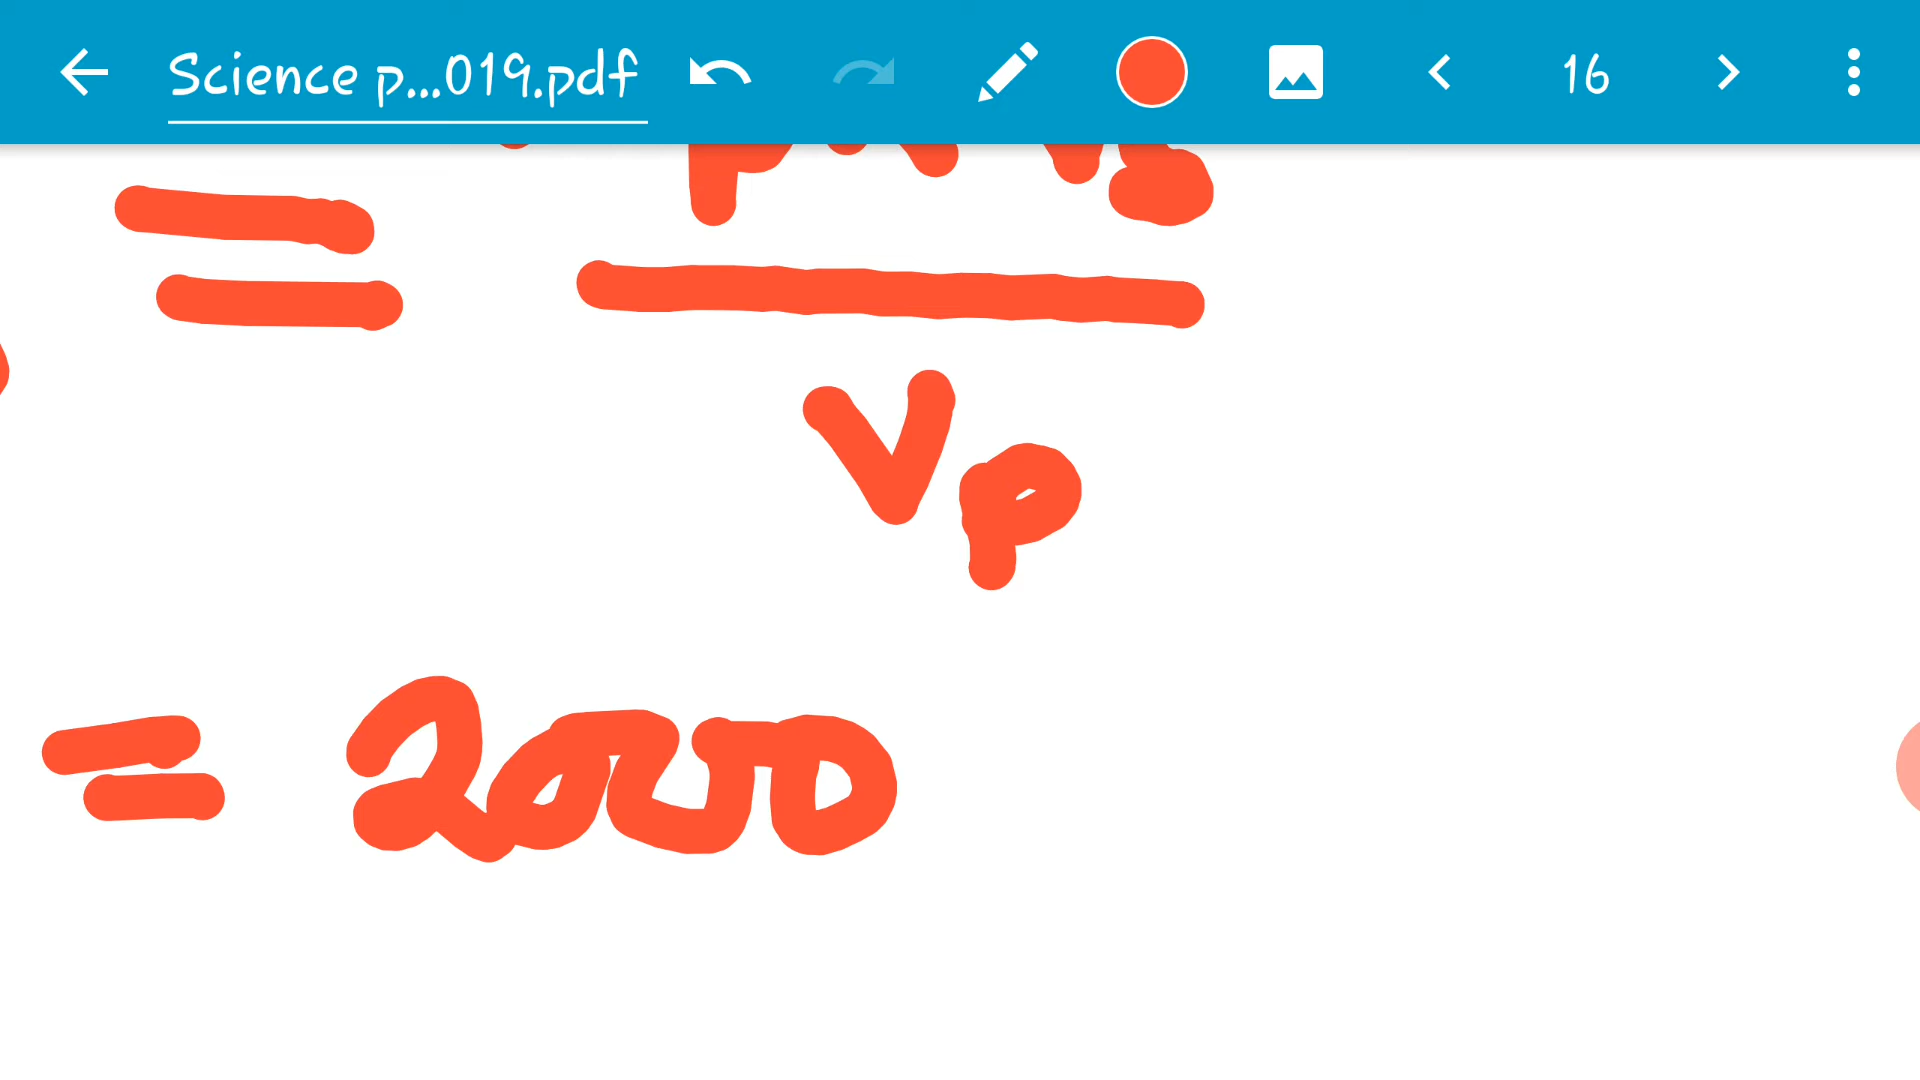 Science p...019.pdf 16
=
Vp
= 2000